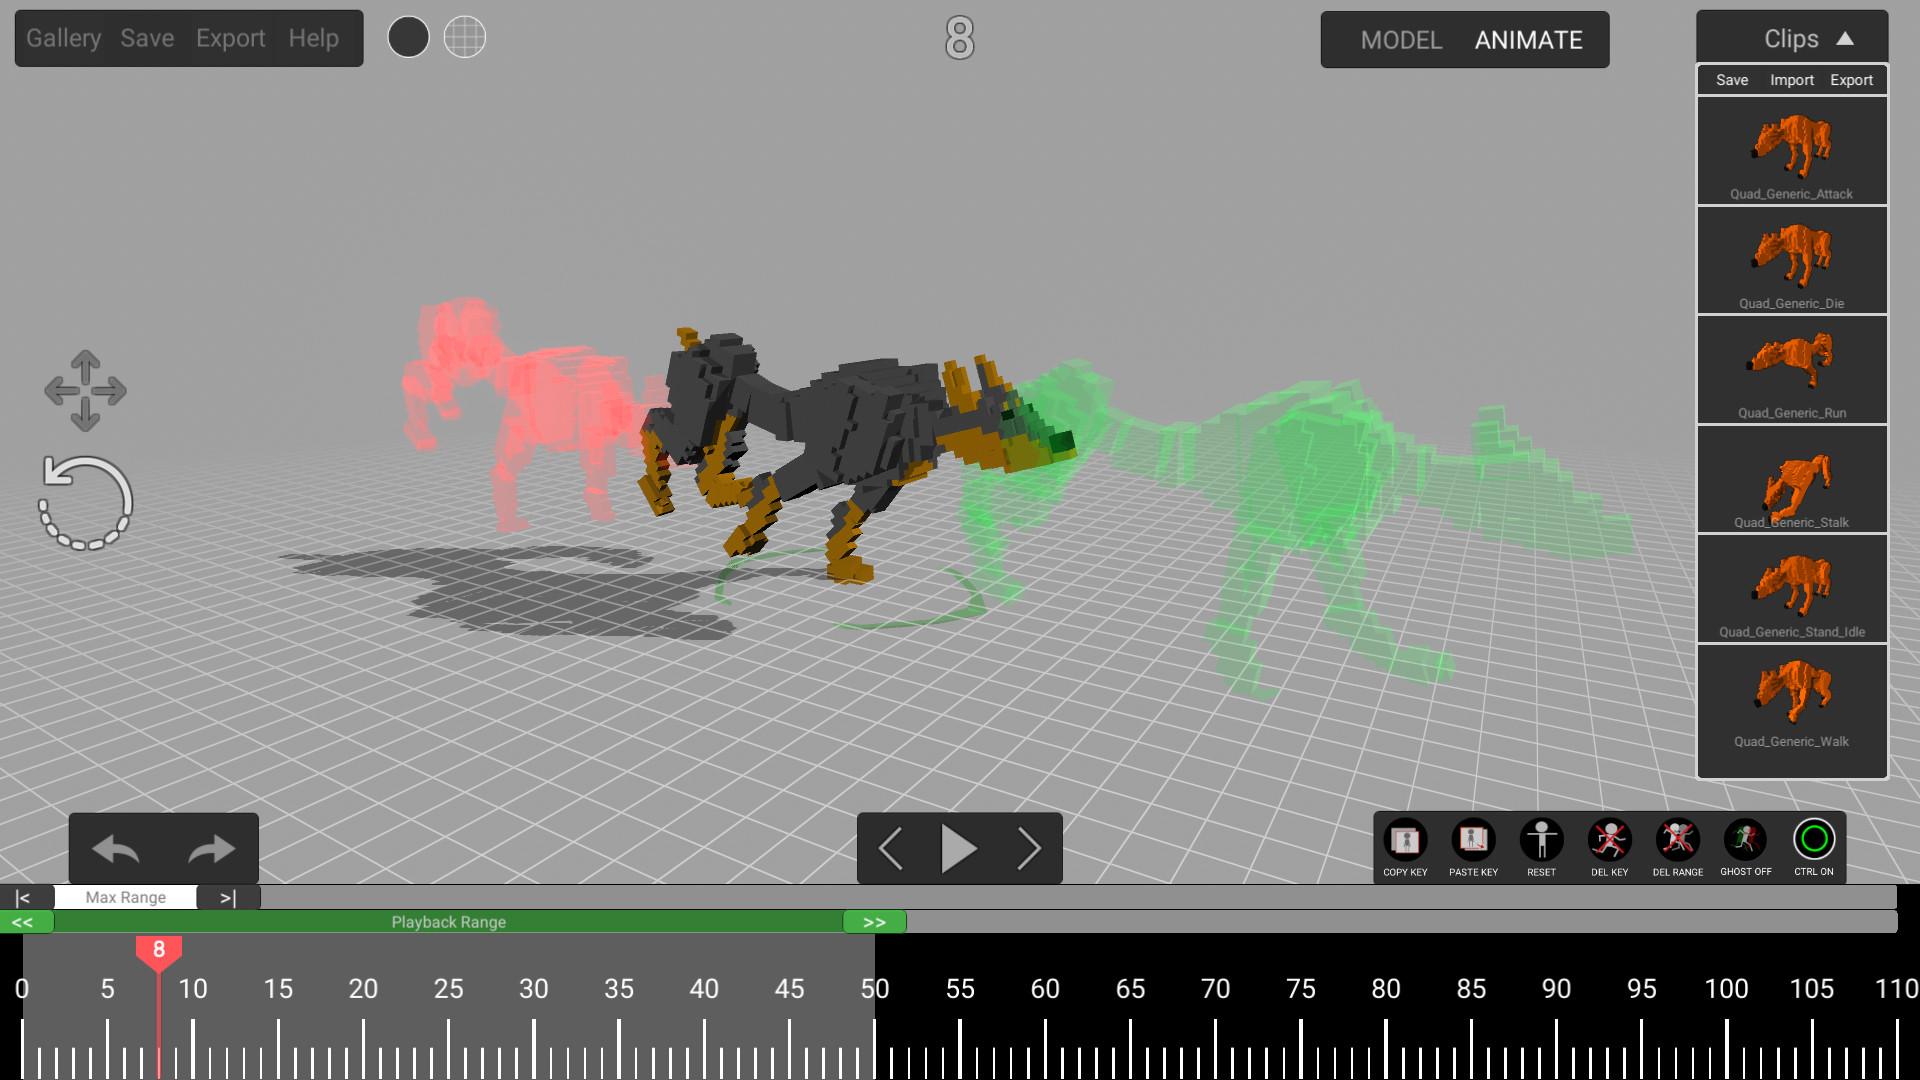 Gallery Save Export Help
8
MODEL ANIMATE
Clips
Save Import Export
Quad_Generic_Attack
Quad_Generic_Die
Quad_Generic_Run
Quad_Generic_Stalk
Quad_Generic_Stand_Idle
Quad_Generic_Walk
COPY KEY PASTE KEY RESET DEL KEY DEL RANGE GHOST OFF CTRL ON
|< Max Range >|
<< Playback Range >>
8
0 5 10 15 20 25 30 35 40 45 50 55 60 65 70 75 80 85 90 95 100 105 110